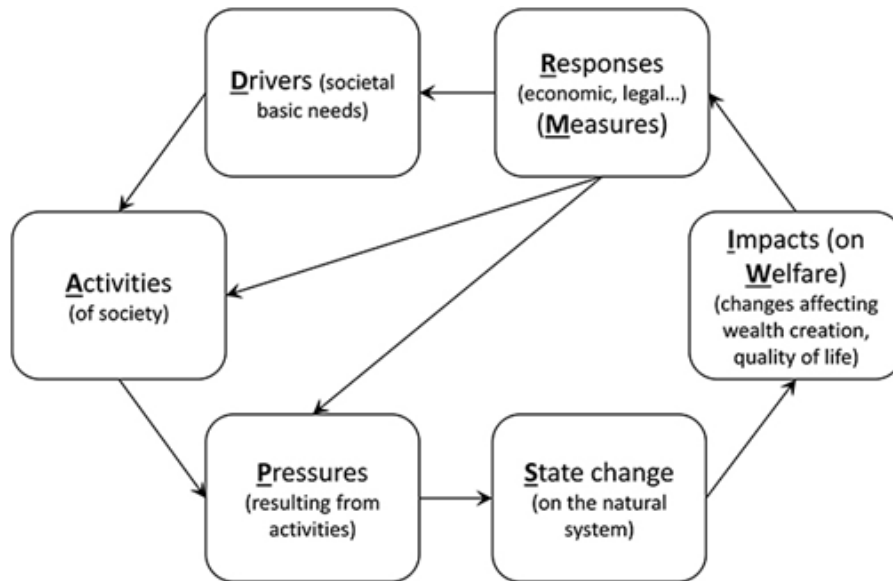 Drivers (societal
basic needs)
Responses
(economic, legal...)
(Measures)
Activities
(of society)
Impacts (on
Welfare)
(changes affecting
wealth creation,
quality of life)
Pressures
(resulting from
activities)
State change
(on the natural
system)